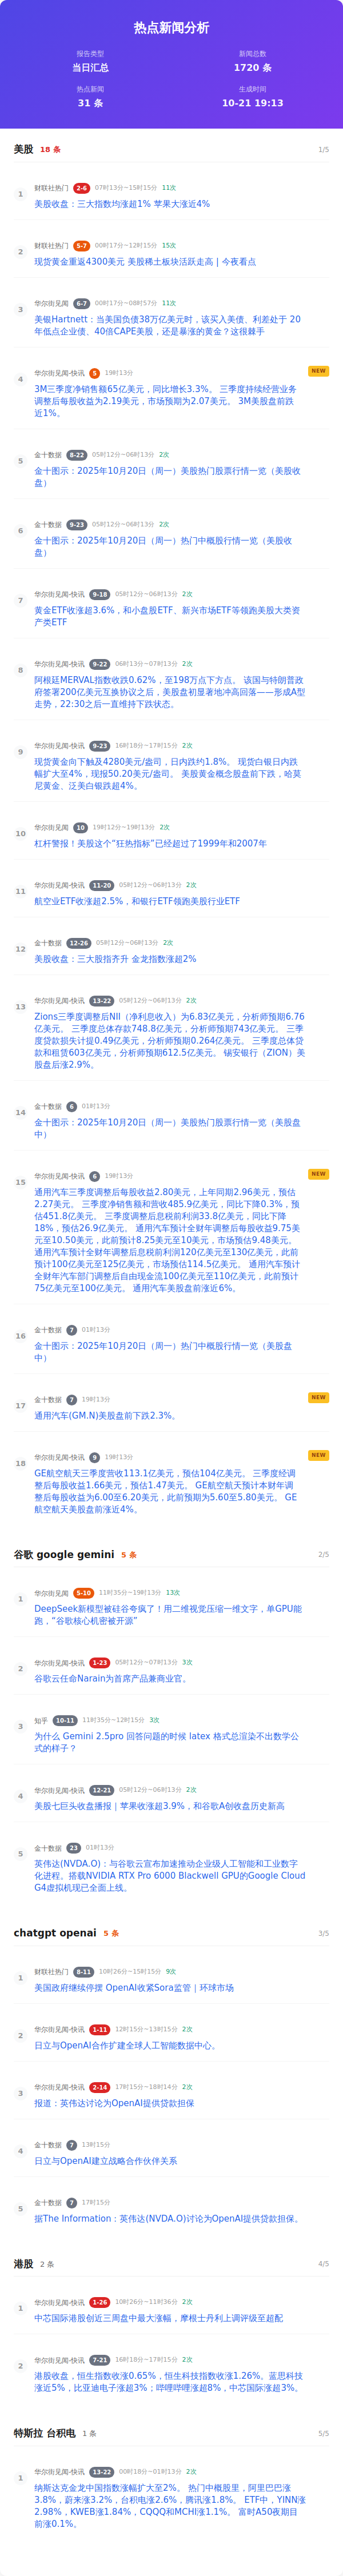 热点新闻分析
报告类型
当日汇总
新闻总数
1720 条
热点新闻
31 条
生成时间
10-21 19:13
美股 18 条 1/5
1
财联社热门 2-6 07时13分~15时15分 11次
美股收盘：三大指数均涨超1% 苹果大涨近4%
2
财联社热门 5-7 00时17分~12时15分 15次
现货黄金重返4300美元 美股稀土板块活跃走高 | 今夜看点
3
华尔街见闻 6-7 00时17分~08时57分 11次
美银Hartnett：当美国负债38万亿美元时，该买入美债、利差处于 20
年低点企业债、40倍CAPE美股，还是暴涨的黄金？这很棘手
4
华尔街见闻-快讯 5 19时13分 NEW
3M三季度净销售额65亿美元，同比增长3.3%。 三季度持续经营业务
调整后每股收益为2.19美元，市场预期为2.07美元。 3M美股盘前跌
近1%。
5
金十数据 8-22 05时12分~06时13分 2次
金十图示：2025年10月20日（周一）美股热门股票行情一览（美股收
盘）
6
金十数据 9-23 05时12分~06时13分 2次
金十图示：2025年10月20日（周一）热门中概股行情一览（美股收
盘）
7
华尔街见闻-快讯 9-18 05时12分~06时13分 2次
黄金ETF收涨超3.6%，和小盘股ETF、新兴市场ETF等领跑美股大类资
产类ETF
8
华尔街见闻-快讯 9-22 06时13分~07时13分 2次
阿根廷MERVAL指数收跌0.62%，至198万点下方点。 该国与特朗普政
府签署200亿美元互换协议之后，美股盘初显著地冲高回落——形成A型
走势，22:30之后一直维持下跌状态。
9
华尔街见闻-快讯 9-23 16时18分~17时15分 2次
现货黄金向下触及4280美元/盎司，日内跌约1.8%。 现货白银日内跌
幅扩大至4%，现报50.20美元/盎司。 美股黄金概念股盘前下跌，哈莫
尼黄金、泛美白银跌超4%。
10
华尔街见闻 10 19时12分~19时13分 2次
杠杆警报！美股这个“狂热指标”已经超过了1999年和2007年
11
华尔街见闻-快讯 11-20 05时12分~06时13分 2次
航空业ETF收涨超2.5%，和银行ETF领跑美股行业ETF
12
金十数据 12-26 05时12分~06时13分 2次
美股收盘：三大股指齐升 金龙指数涨超2%
13
华尔街见闻-快讯 13-22 05时12分~06时13分 2次
Zions三季度调整后NII（净利息收入）为6.83亿美元，分析师预期6.76
亿美元。 三季度总体存款748.8亿美元，分析师预期743亿美元。 三季
度贷款损失计提0.49亿美元，分析师预期0.264亿美元。 三季度总体贷
款和租赁603亿美元，分析师预期612.5亿美元。 锡安银行（ZION）美
股盘后涨2.9%。
14
金十数据 6 01时13分
金十图示：2025年10月20日（周一）美股热门股票行情一览（美股盘
中）
15
华尔街见闻-快讯 6 19时13分 NEW
通用汽车三季度调整后每股收益2.80美元，上年同期2.96美元，预估
2.27美元。 三季度净销售额和营收485.9亿美元，同比下降0.3%，预
估451.8亿美元。 三季度调整后息税前利润33.8亿美元，同比下降
18%，预估26.9亿美元。 通用汽车预计全财年调整后每股收益9.75美
元至10.50美元，此前预计8.25美元至10美元，市场预估9.48美元。
通用汽车预计全财年调整后息税前利润120亿美元至130亿美元，此前
预计100亿美元至125亿美元，市场预估114.5亿美元。 通用汽车预计
全财年汽车部门调整后自由现金流100亿美元至110亿美元，此前预计
75亿美元至100亿美元。 通用汽车美股盘前涨近6%。
16
金十数据 7 01时13分
金十图示：2025年10月20日（周一）热门中概股行情一览（美股盘
中）
17
金十数据 7 19时13分 NEW
通用汽车(GM.N)美股盘前下跌2.3%。
18
华尔街见闻-快讯 9 19时13分 NEW
GE航空航天三季度营收113.1亿美元，预估104亿美元。 三季度经调
整后每股收益1.66美元，预估1.47美元。 GE航空航天预计本财年调
整后每股收益为6.00至6.20美元，此前预期为5.60至5.80美元。 GE
航空航天美股盘前涨近4%。
谷歌 google gemini 5 条 2/5
1
华尔街见闻 5-10 11时35分~19时13分 13次
DeepSeek新模型被硅谷夸疯了！用二维视觉压缩一维文字，单GPU能
跑，“谷歌核心机密被开源”
2
华尔街见闻-快讯 1-23 05时12分~07时13分 3次
谷歌云任命Narain为首席产品兼商业官。
3
知乎 10-11 11时35分~12时15分 3次
为什么 Gemini 2.5pro 回答问题的时候 latex 格式总渲染不出数学公
式的样子？
4
华尔街见闻-快讯 12-21 05时12分~06时13分 2次
美股七巨头收盘播报｜苹果收涨超3.9%，和谷歌A创收盘历史新高
5
金十数据 23 01时13分
英伟达(NVDA.O)：与谷歌云宣布加速推动企业级人工智能和工业数字
化进程。搭载NVIDIA RTX Pro 6000 Blackwell GPU的Google Cloud
G4虚拟机现已全面上线。
chatgpt openai 5 条 3/5
1
财联社热门 8-11 10时26分~15时15分 9次
美国政府继续停摆 OpenAI收紧Sora监管｜环球市场
2
华尔街见闻-快讯 1-11 12时15分~13时15分 2次
日立与OpenAI合作扩建全球人工智能数据中心。
3
华尔街见闻-快讯 2-14 17时15分~18时14分 2次
报道：英伟达讨论为OpenAI提供贷款担保
4
金十数据 7 13时15分
日立与OpenAI建立战略合作伙伴关系
5
金十数据 7 17时15分
据The Information：英伟达(NVDA.O)讨论为OpenAI提供贷款担保。
港股 2 条 4/5
1
华尔街见闻-快讯 1-26 10时26分~11时36分 2次
中芯国际港股创近三周盘中最大涨幅，摩根士丹利上调评级至超配
2
华尔街见闻-快讯 7-21 16时18分~17时15分 2次
港股收盘，恒生指数收涨0.65%，恒生科技指数收涨1.26%。蓝思科技
涨近5%，比亚迪电子涨超3%；哔哩哔哩涨超8%，中芯国际涨超3%。
特斯拉 台积电 1 条 5/5
1
华尔街见闻-快讯 13-22 00时18分~01时13分 2次
纳斯达克金龙中国指数涨幅扩大至2%。 热门中概股里，阿里巴巴涨
3.8%，蔚来涨3.2%，台积电涨2.6%，腾讯涨1.8%。 ETF中，YINN涨
2.98%，KWEB涨1.84%，CQQQ和MCHI涨1.1%。 富时A50夜期目
前涨0.1%。